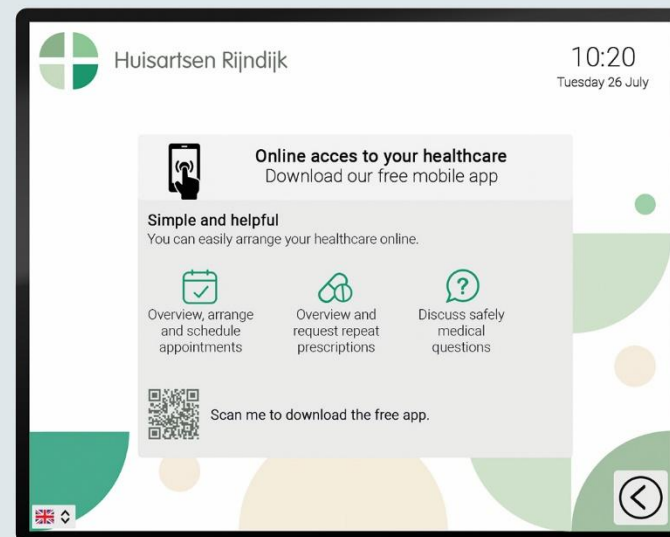 Huisartsen Rijndijk
10:20
Tuesday 26 July
Online acces to your healthcare
Download our free mobile app
Simple and helpful
You can easily arrange your healthcare online.
Overview, arrange
and schedule
appointments
Overview and
request repeat
prescriptions
Discuss safely
medical
questions
Scan me to download the free app.